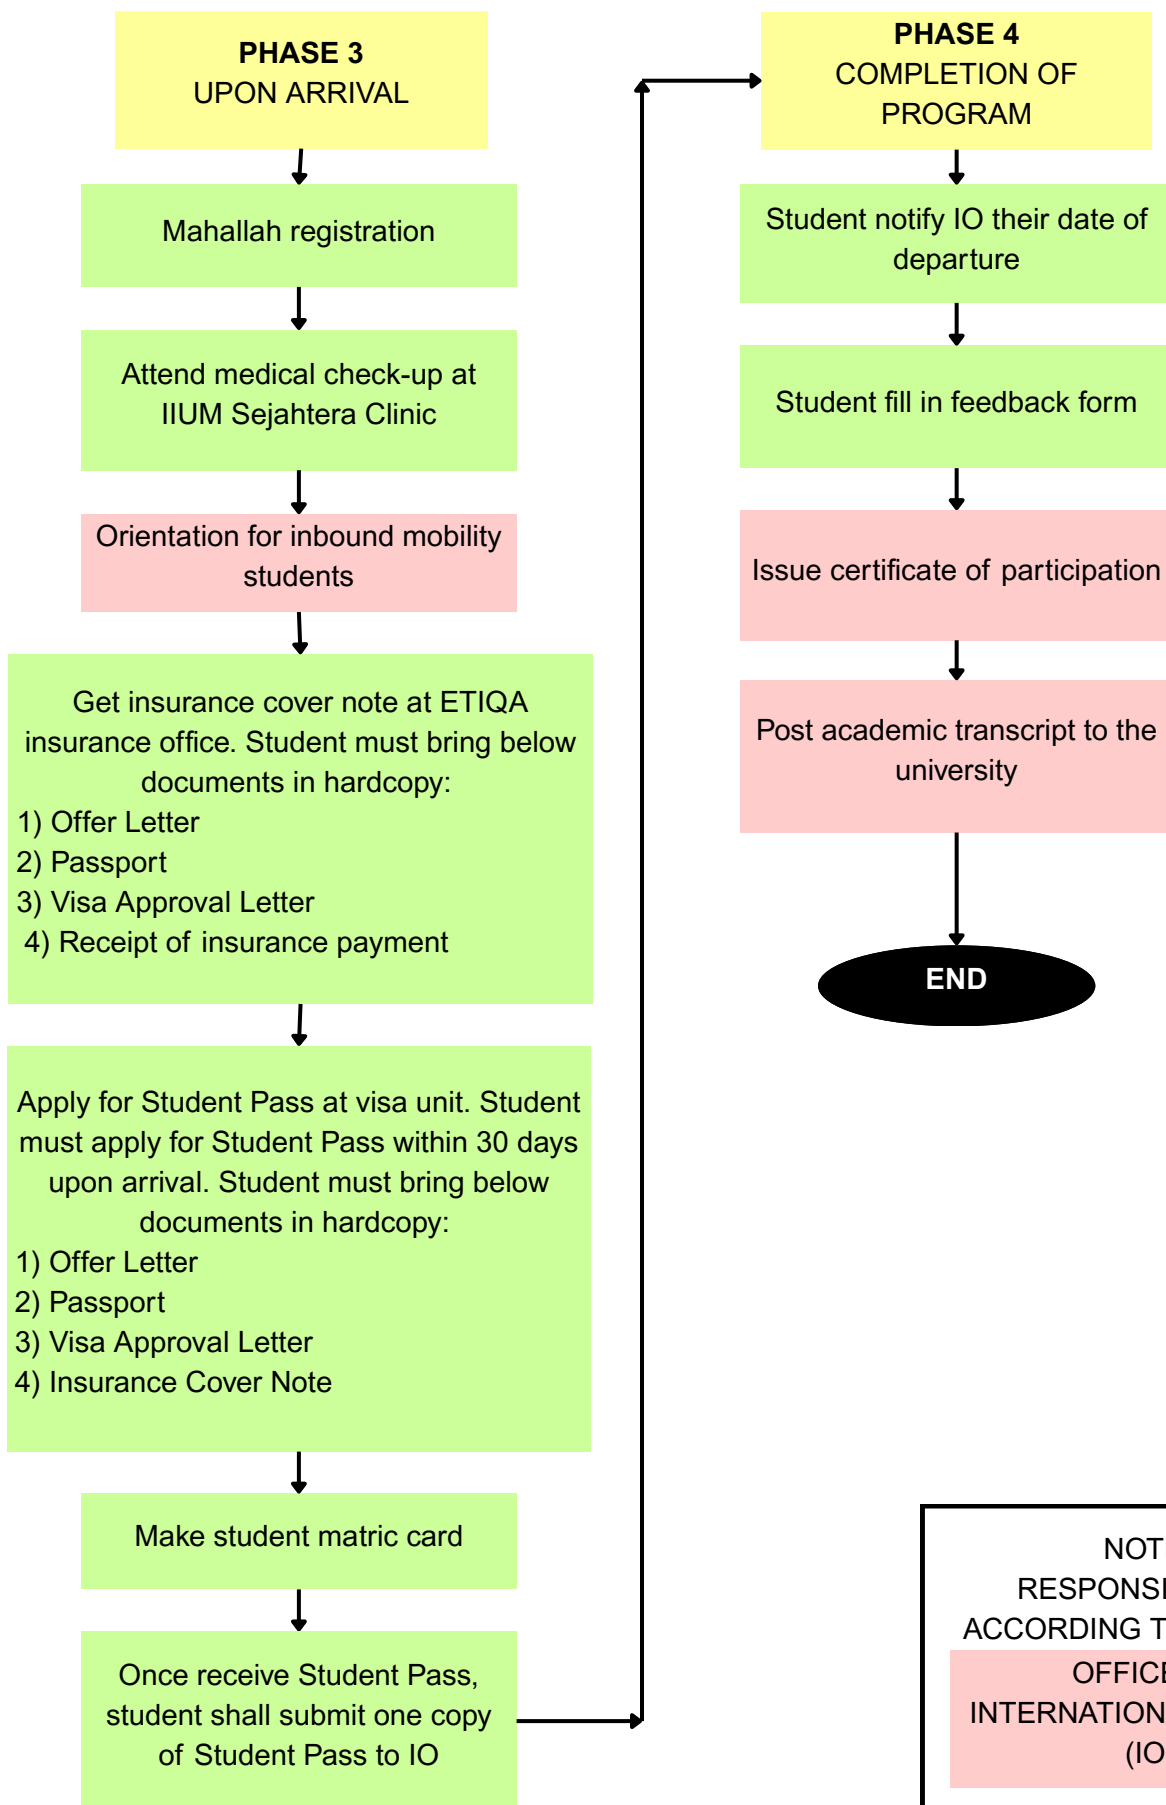 PHASE 3
UPON ARRIVAL
Mahallah registration
Attend medical check-up at
IIUM Sejahtera Clinic
Orientation for inbound mobility
students
Get insurance cover note at ETIQA
insurance office. Student must bring below
documents in hardcopy:
1) Offer Letter
2) Passport
3) Visa Approval Letter
4) Receipt of insurance payment
Apply for Student Pass at visa unit. Student
must apply for Student Pass within 30 days
upon arrival. Student must bring below
documents in hardcopy:
1) Offer Letter
2) Passport
3) Visa Approval Letter
4) Insurance Cover Note
Make student matric card
Once receive Student Pass,
student shall submit one copy
of Student Pass to IO
PHASE 4
COMPLETION OF
PROGRAM
Student notify IO their date of
departure
Student fill in feedback form
Issue certificate of participation
Post academic transcript to the
university
END
ACCORDING
(IO